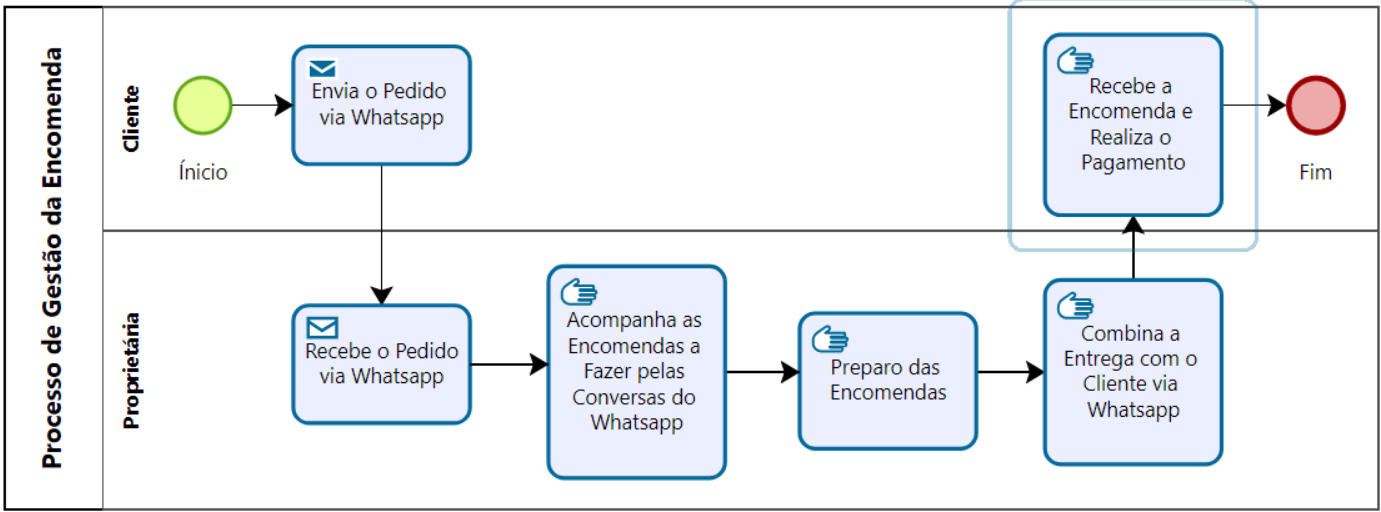 Processo de Gestão da Encomenda
Cliente
Ínicio
Envia o Pedido
via Whatsapp
Recebe a
Encomenda e
Realiza o
Pagamento
Fim
Proprietária
Recebe o Pedido
via Whatsapp
Acompanha as
Encomendas a
Fazer pelas
Conversas do
Whatsapp
Preparo das
Encomendas
Combina a
Entrega com o
Cliente via
Whatsapp